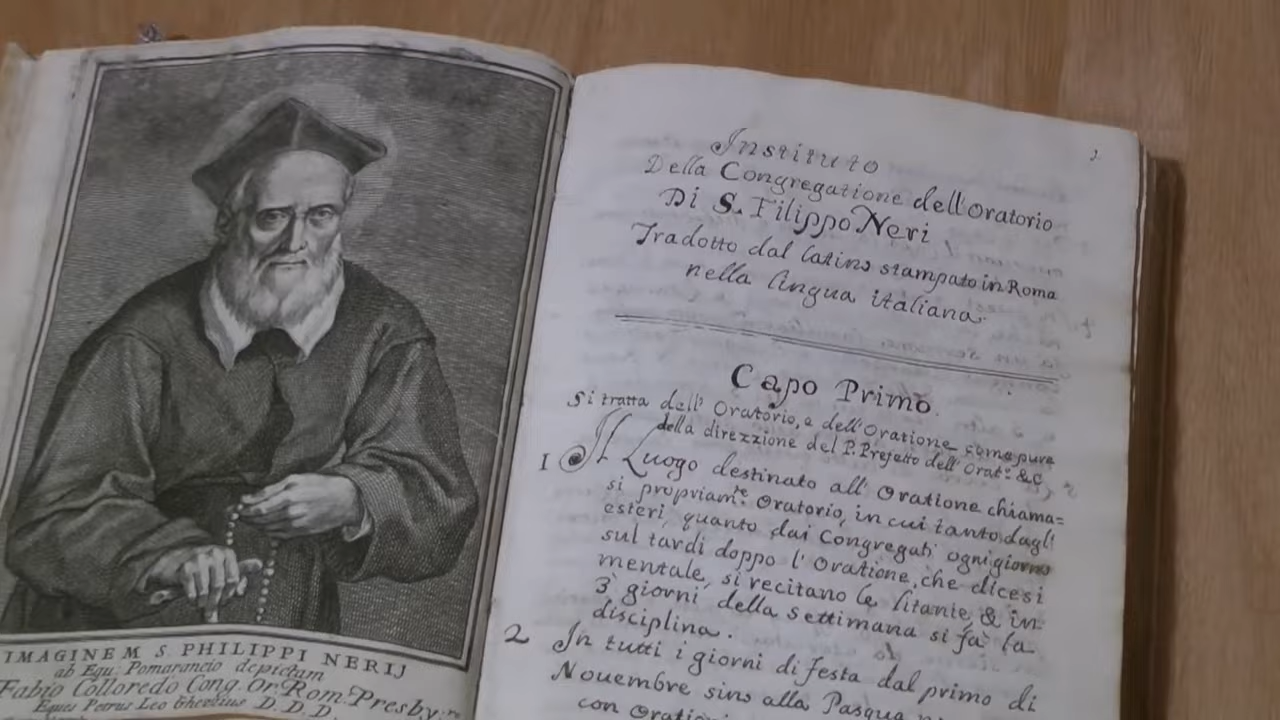 IMAGINEM S. PHILIPPI NERIJ
ab Equ: Pomarancio depictam
Fabio Colloredo Cong. Or. Rom. Presby:ro
Eques Petrus Leo Ghezzius D. D. D.
Instituto
Della Congregatione dell'Oratorio
Di S. Filippo Neri
Tradotto dal latino stampato in Roma
nella lingua italiana
Capo Primo
Si tratta dell' Oratorio, e dell'Oratione come pure
della direzzione del P. Prefetto dell' Orat.º &c.
1 Il Luogo destinato all' Oratione chiama=
si propriamte Oratorio, in cui tanto dagl'
esteri, quanto dai Congregati ogni giorno
sul tardi doppo l' Oratione, che dicesi
mentale, si recitano le litanie, & in
3 giorni della settimana si fa la
disciplina.
2 In tutti i giorni di festa dal primo di
Nouembre sino alla Pasqua
con